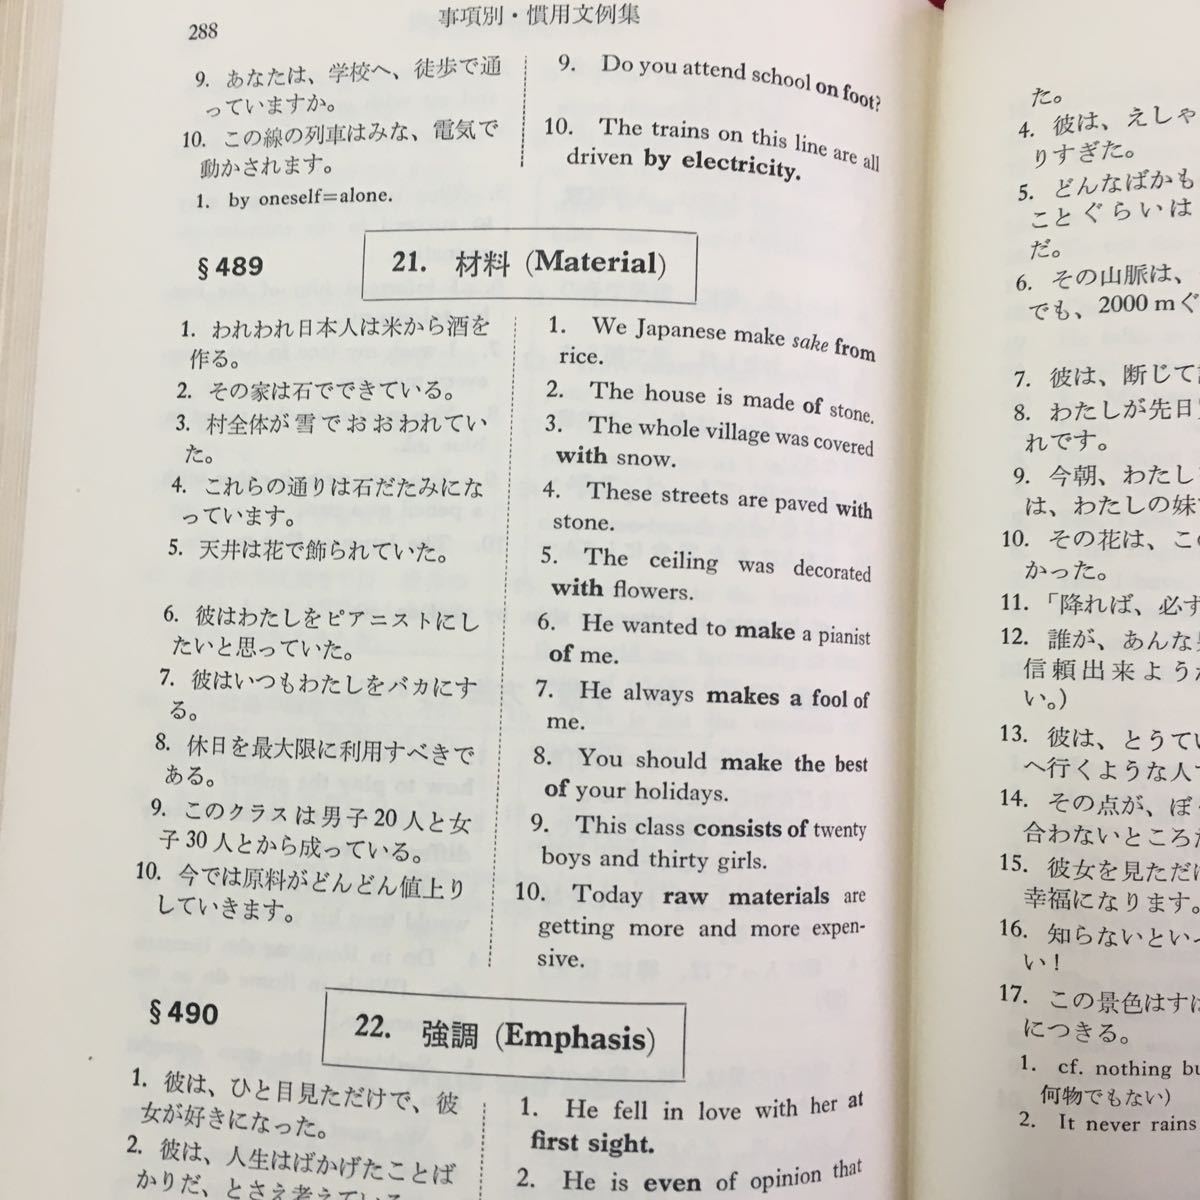 288
事項別・慣用文例集
9. あなたは、学校へ、徒歩で通
っていますか。
10. この線の列車はみな、電気で
動かされます。
1. by oneself=alone.
9. Do you attend school on foot?
10. The trains on this line are all
driven by electricity.
§489
21. 材料 (Material)
1. われわれ日本人は米から酒を
作る。
2. その家は石でできている。
3. 村全体が雪でおおわれてい
た。
4. これらの通りは石だたみにな
っています。
5. 天井は花で飾られていた。
6. 彼はわたしをピアニストにし
たいと思っていた。
7. 彼はいつもわたしをバカにす
る。
8. 休日を最大限に利用すべきで
ある。
9. このクラスは男子20人と女
子30人とから成っている。
10. 今では原料がどんどん値上り
していきます。
1. We Japanese make sake from
rice.
2. The house is made of stone.
3. The whole village was covered
with snow.
4. These streets are paved with
stone.
5. The ceiling was decorated
with flowers.
6. He wanted to make a pianist
of me.
7. He always makes a fool of
me.
8. You should make the best
of your holidays.
9. This class consists of twenty
boys and thirty girls.
10. Today raw materials are
getting more and more expen-
sive.
§490
22. 強調 (Emphasis)
1. 彼は、ひと目見ただけで、彼
女が好きになった。
2. 彼は、人生はばかげたことば
かりだ、とさえ考えている。
1. He fell in love with her at
first sight.
2. He is even of opinion that
た。
4. 彼は、えしゃ
りすぎた。
5. どんなばかも
ことぐらいは
だ。
6. その山脈は、
でも、2000 mぐ
7. 彼は、断じて
8. わたしが先日
れです。
9. 今朝、わたし
は、わたしの妹
10. その花は、こ
かった。
11. 「降れば、必ず
12. 誰が、あんな
信頼出来よう
い。)
13. 彼は、とうてい
へ行くような人
14. その点が、ぼ
合わないところ
15. 彼女を見ただけ
幸福になります。
16. 知らないとい
い!
17. この景色はすば
につきる。
1. cf. nothing bu
何物でもない)
2. It never rains